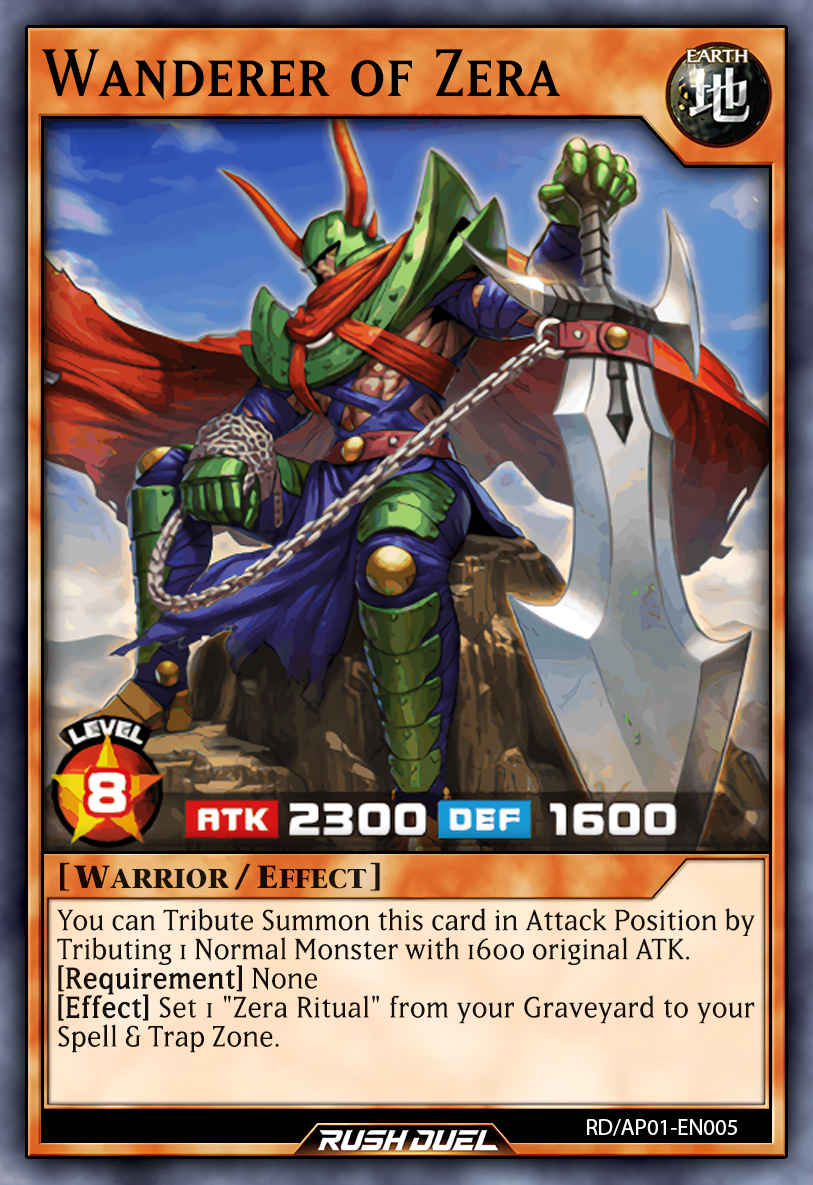 Wanderer of Zera
EARTH
地
LEVEL
8
ATK 2300 DEF 1600
[Warrior / Effect]
You can Tribute Summon this card in Attack Position by
Tributing 1 Normal Monster with 1600 original ATK.
[Requirement] None
[Effect] Set 1 "Zera Ritual" from your Graveyard to your
Spell & Trap Zone.
RD/AP01-EN005
RUSH DUEL